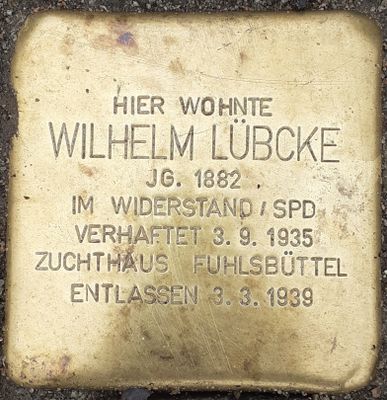 HIER WOHNTE
WILHELM LÜBCKE
JG. 1882
IM WIDERSTAND / SPD
VERHAFTET 3. 9. 1935
ZUCHTHAUS FUHLSBÜTTEL
ENTLASSEN 3. 3. 1939